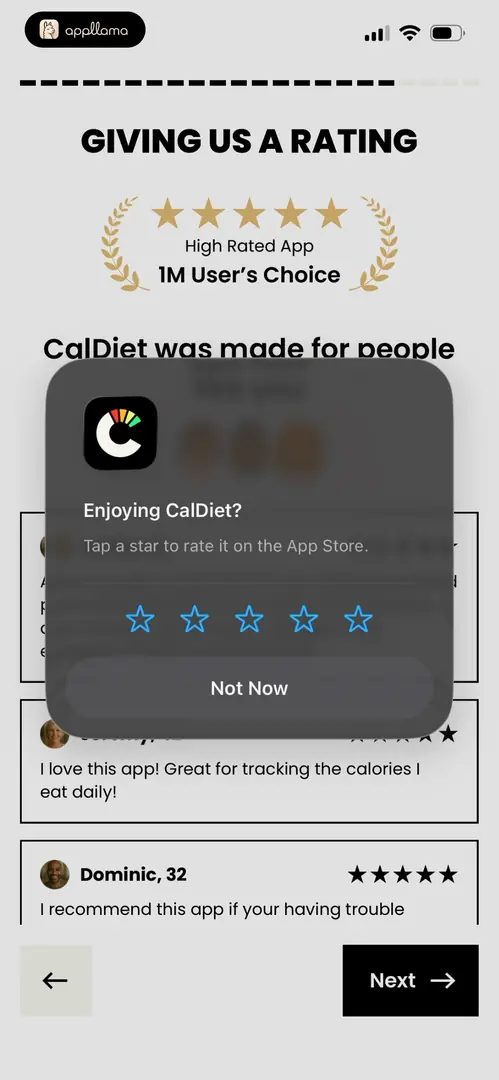 appllama
GIVING US A RATING
High Rated App
1M User's Choice
CalDiet was made for people
Enjoying CalDiet?
Tap a star to rate it on the App Store.
Not Now
I love this app! Great for tracking the calories I
eat daily!
Dominic, 32
I recommend this app if your having trouble
Next